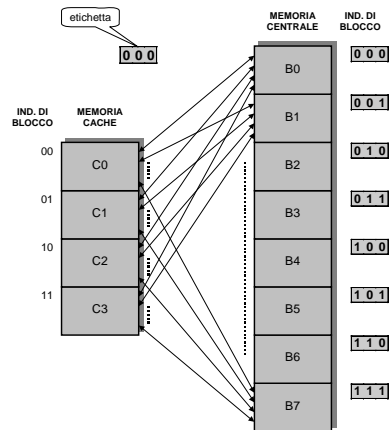 etichetta
0 0 0
MEMORIA
CENTRALE
IND. DI
BLOCCO
B0
0 0 0
B1
0 0 1
B2
0 1 0
B3
0 1 1
B4
1 0 0
B5
1 0 1
B6
1 1 0
B7
1 1 1
IND. DI
BLOCCO
MEMORIA
CACHE
00
C0
01
C1
10
C2
11
C3